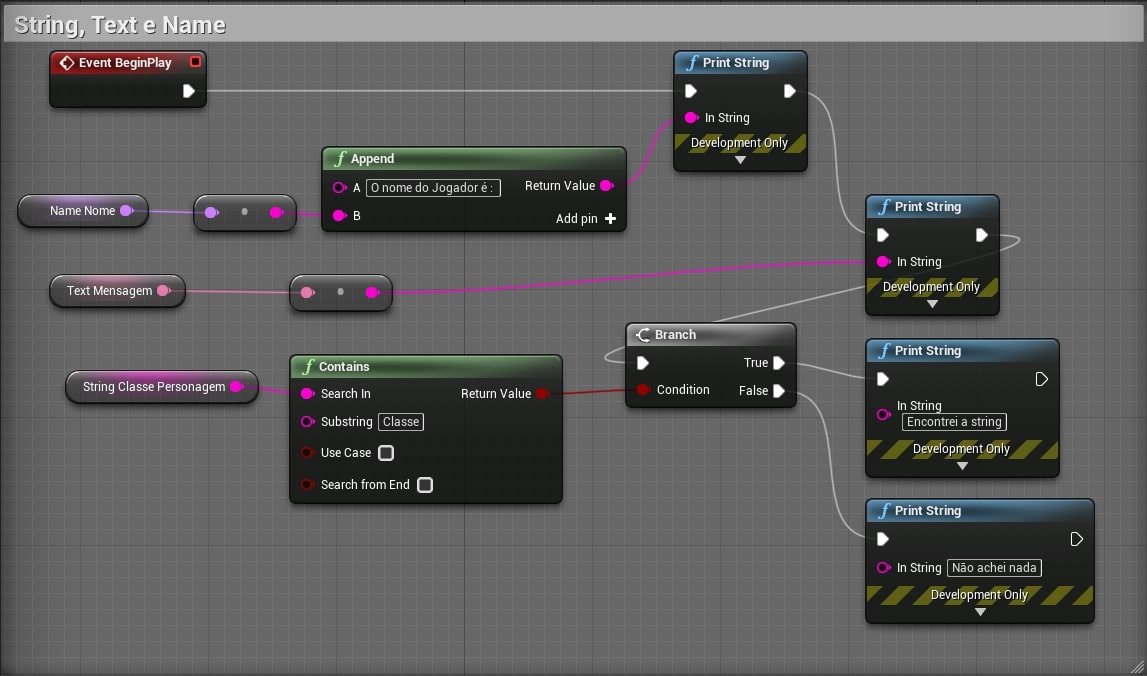 String, Text e Name
Event BeginPlay
Print String
In String
Development Only
Append
A O nome do Jogador é :
Return Value
B
Add pin
Name Nome
Print String
In String
Development Only
Text Mensagem
Branch
True
Condition
False
Contains
Search In
Return Value
Substring Classe
Use Case
Search from End
String Classe Personagem
Print String
In String
Encontrei a string
Development Only
Print String
In String Não achei nada
Development Only